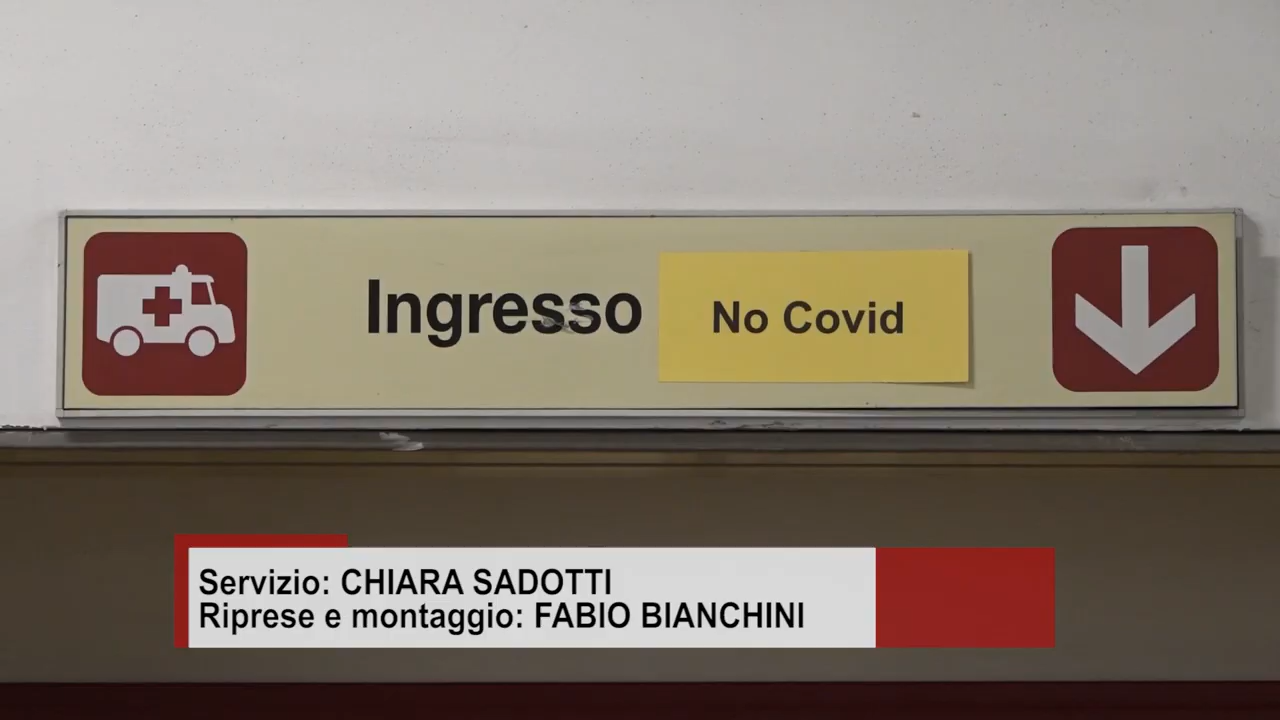 Ingresso No Covid
Servizio: CHIARA SADOTTI
Riprese e montaggio: FABIO BIANCHINI